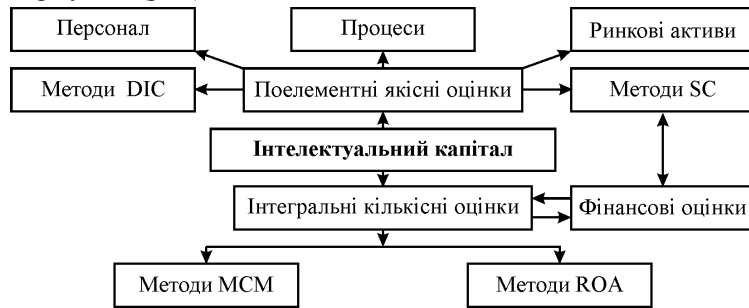 Персонал
Процеси
Ринкові активи
Методи DIC
Поелементні якісні оцінки
Методи SC
Інтелектуальний капітал
Інтегральні кількісні оцінки
Фінансові оцінки
Методи MCM
Методи ROA